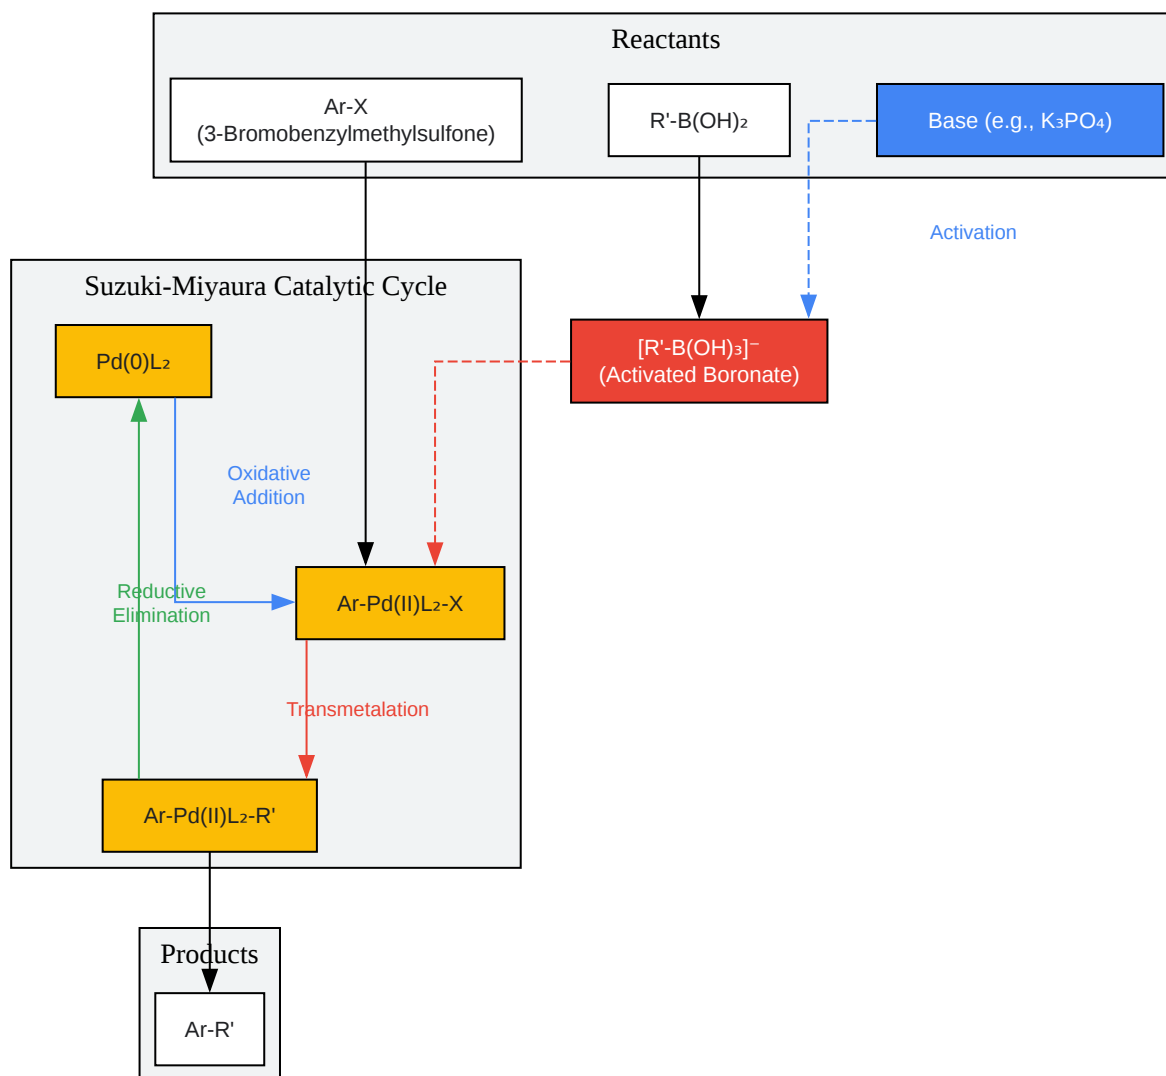 Reactants
Ar-X
(3-Bromobenzylmethylsulfone)
R'-B(OH)₂
Base (e.g., K₃PO₄)
Activation
Suzuki-Miyaura Catalytic Cycle
Pd(0)L₂
[R'-B(OH)₃]⁻
(Activated Boronate)
Oxidative
Addition
Reductive
Elimination
Ar-Pd(II)L₂-X
Transmetalation
Ar-Pd(II)L₂-R'
Products
Ar-R'